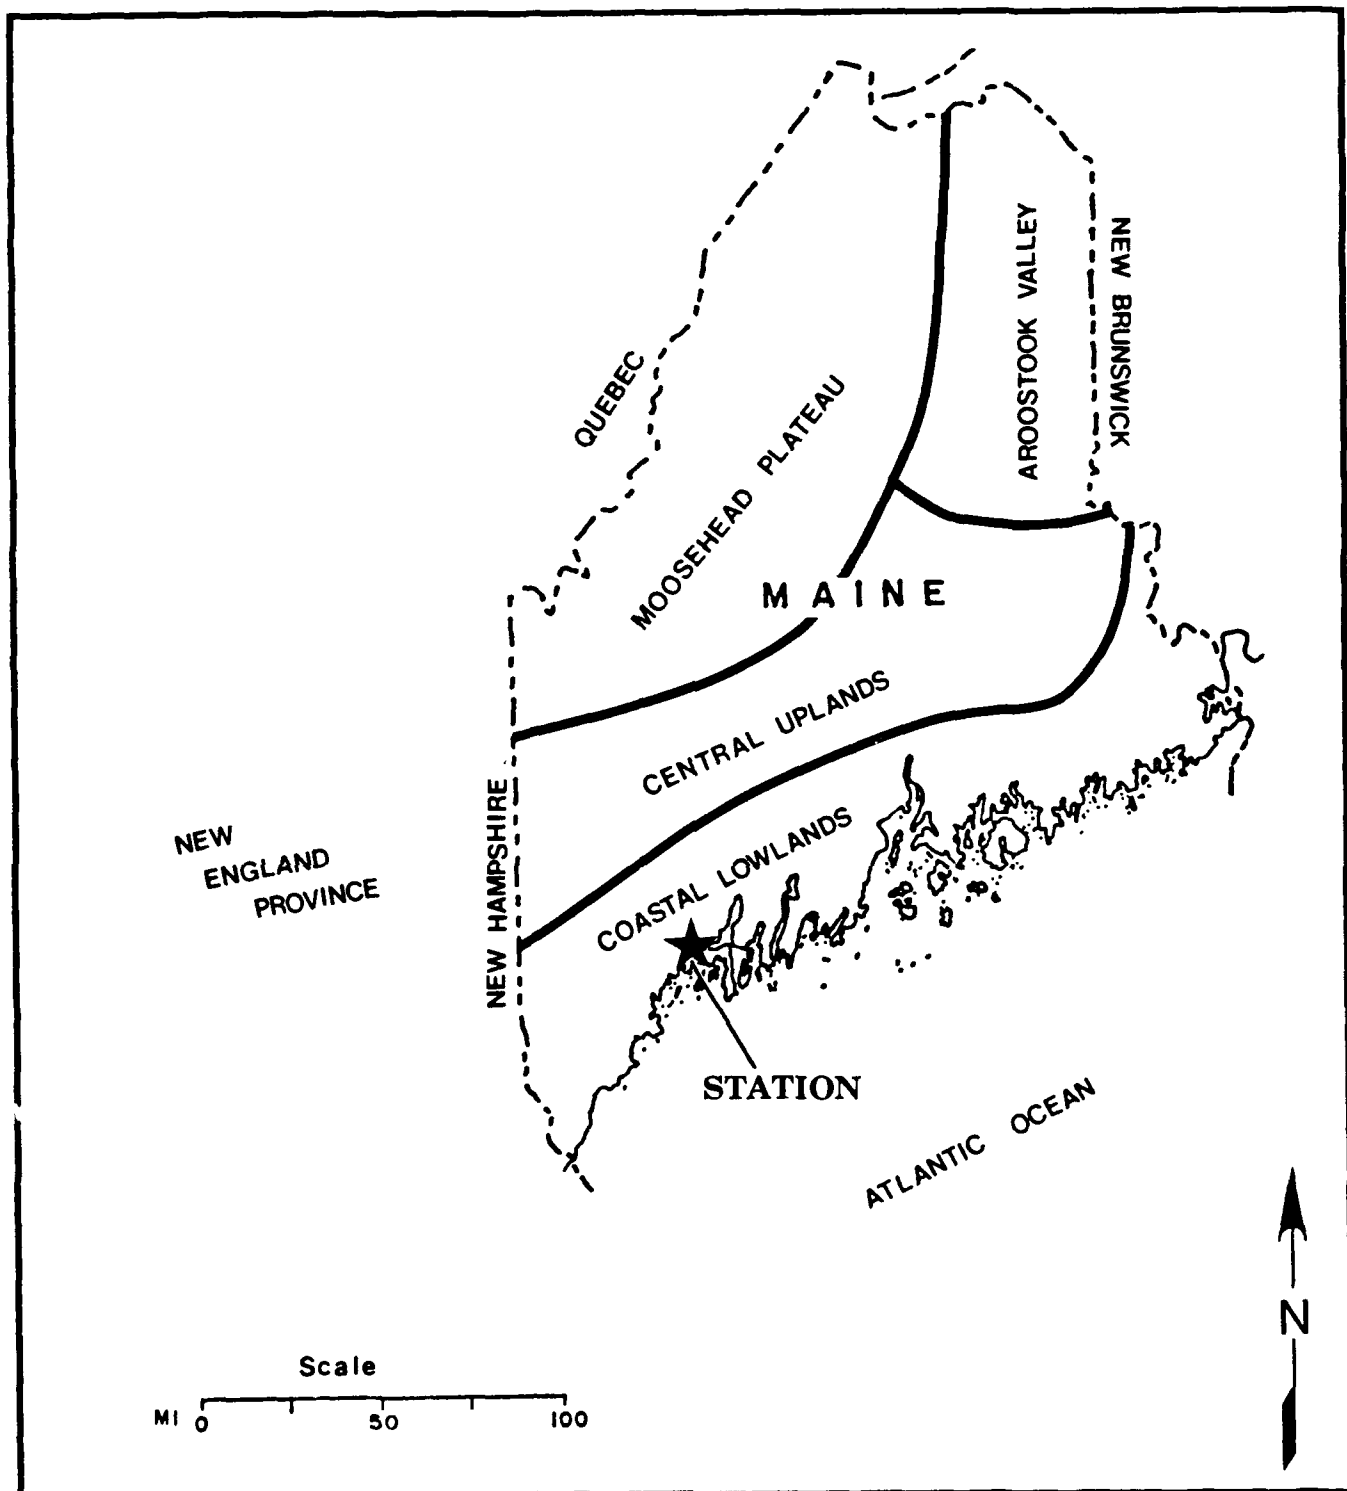 QUEBEC
MOOSEHEAD PLATEAU
AROOSTOOK VALLEY
NEW BRUNSWICK
MAINE
CENTRAL UPLANDS
COASTAL LOWLANDS
NEW HAMPSHIRE
NEW
ENGLAND
PROVINCE
STATION
ATLANTIC OCEAN
N
Scale
MI 0 50 100